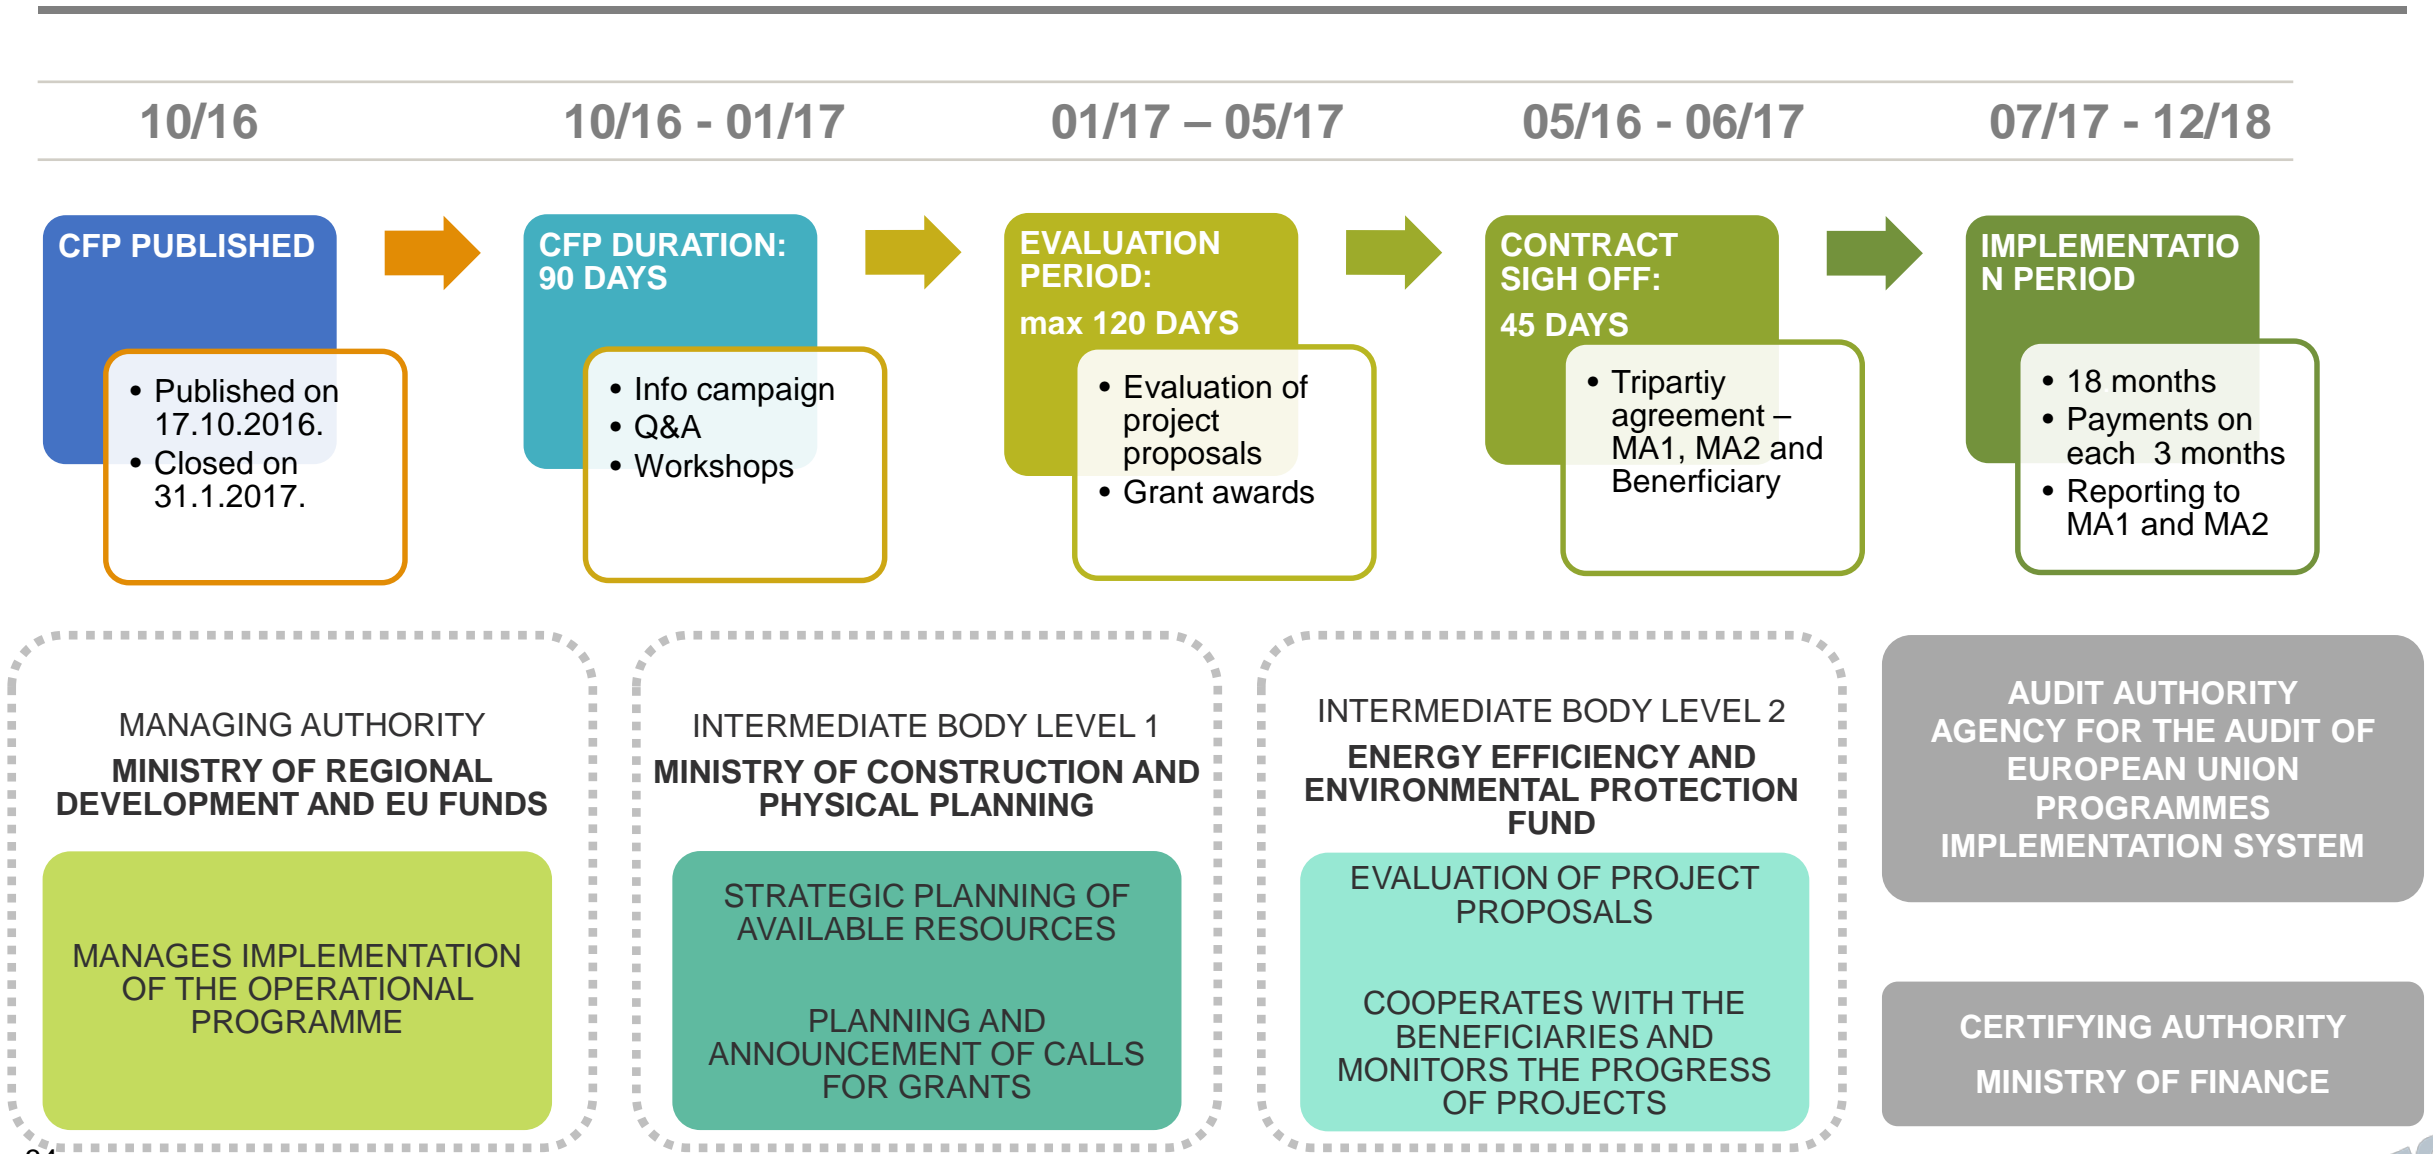 10/16
10/16 - 01/17
01/17 – 05/17
05/16 - 06/17
07/17 - 12/18
CFP PUBLISHED
• Published on
17.10.2016.
• Closed on
31.1.2017.
CFP DURATION:
90 DAYS
• Info campaign
• Q&A
• Workshops
EVALUATION
PERIOD:
max 120 DAYS
• Evaluation of
project
proposals
• Grant awards
CONTRACT
SIGH OFF:
45 DAYS
• Tripartiy
agreement –
MA1, MA2 and
Benerficiary
IMPLEMENTATIO
N PERIOD
• 18 months
• Payments on
each 3 months
• Reporting to
MA1 and MA2
MANAGING AUTHORITY
MINISTRY OF REGIONAL
DEVELOPMENT AND EU FUNDS
MANAGES IMPLEMENTATION
OF THE OPERATIONAL
PROGRAMME
INTERMEDIATE BODY LEVEL 1
MINISTRY OF CONSTRUCTION AND
PHYSICAL PLANNING
STRATEGIC PLANNING OF
AVAILABLE RESOURCES
PLANNING AND
ANNOUNCEMENT OF CALLS
FOR GRANTS
INTERMEDIATE BODY LEVEL 2
ENERGY EFFICIENCY AND
ENVIRONMENTAL PROTECTION
FUND
EVALUATION OF PROJECT
PROPOSALS
COOPERATES WITH THE
BENEFICIARIES AND
MONITORS THE PROGRESS
OF PROJECTS
AUDIT AUTHORITY
AGENCY FOR THE AUDIT OF
EUROPEAN UNION
PROGRAMMES
IMPLEMENTATION SYSTEM
CERTIFYING AUTHORITY
MINISTRY OF FINANCE